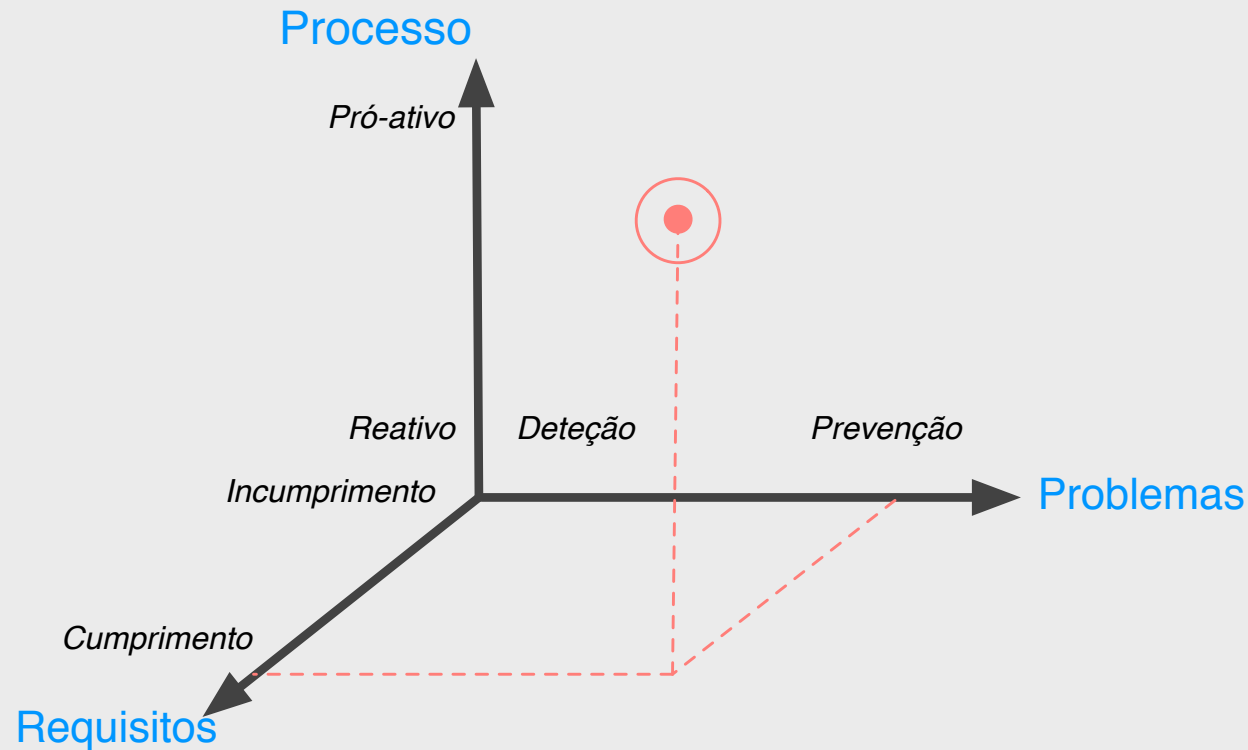 Processo
Pró-ativo
Reativo
Deteção
Prevenção
Incumprimento
Problemas
Cumprimento
Requisitos